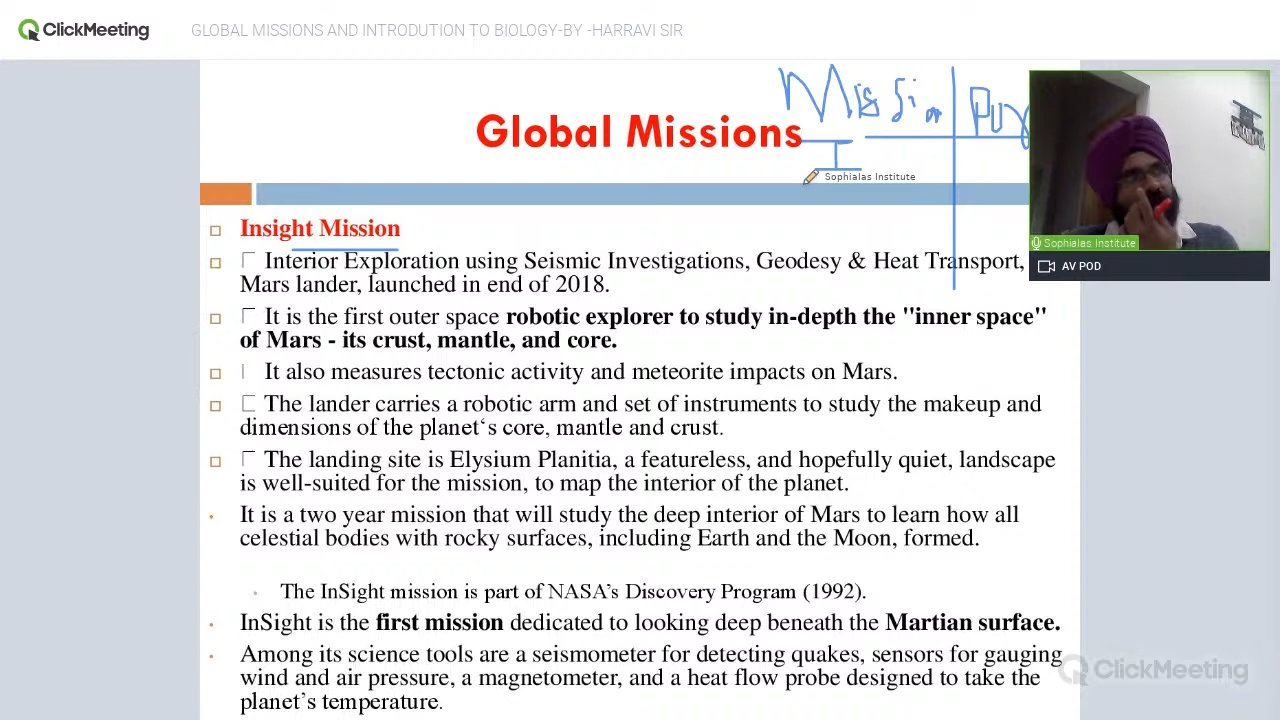 ClickMeeting
GLOBAL MISSIONS AND INTRODUTION TO BIOLOGY-BY -HARRAVI SIR
Mission
Global Missions
I
Sophialas Institute
Sophialas Institute
AV POD
Insight Mission
Interior Exploration using Seismic Investigations, Geodesy & Heat Transport,
Mars lander, launched in end of 2018.
It is the first outer space robotic explorer to study in-depth the "inner space"
of Mars - its crust, mantle, and core.
It also measures tectonic activity and meteorite impacts on Mars.
The lander carries a robotic arm and set of instruments to study the makeup and
dimensions of the planet‘s core, mantle and crust.
The landing site is Elysium Planitia, a featureless, and hopefully quiet, landscape
is well-suited for the mission, to map the interior of the planet.
It is a two year mission that will study the deep interior of Mars to learn how all
celestial bodies with rocky surfaces, including Earth and the Moon, formed.
The InSight mission is part of NASA’s Discovery Program (1992).
InSight is the first mission dedicated to looking deep beneath the Martian surface.
Among its science tools are a seismometer for detecting quakes, sensors for gauging
wind and air pressure, a magnetometer, and a heat flow probe designed to take the
planet’s temperature.
ClickMeeting